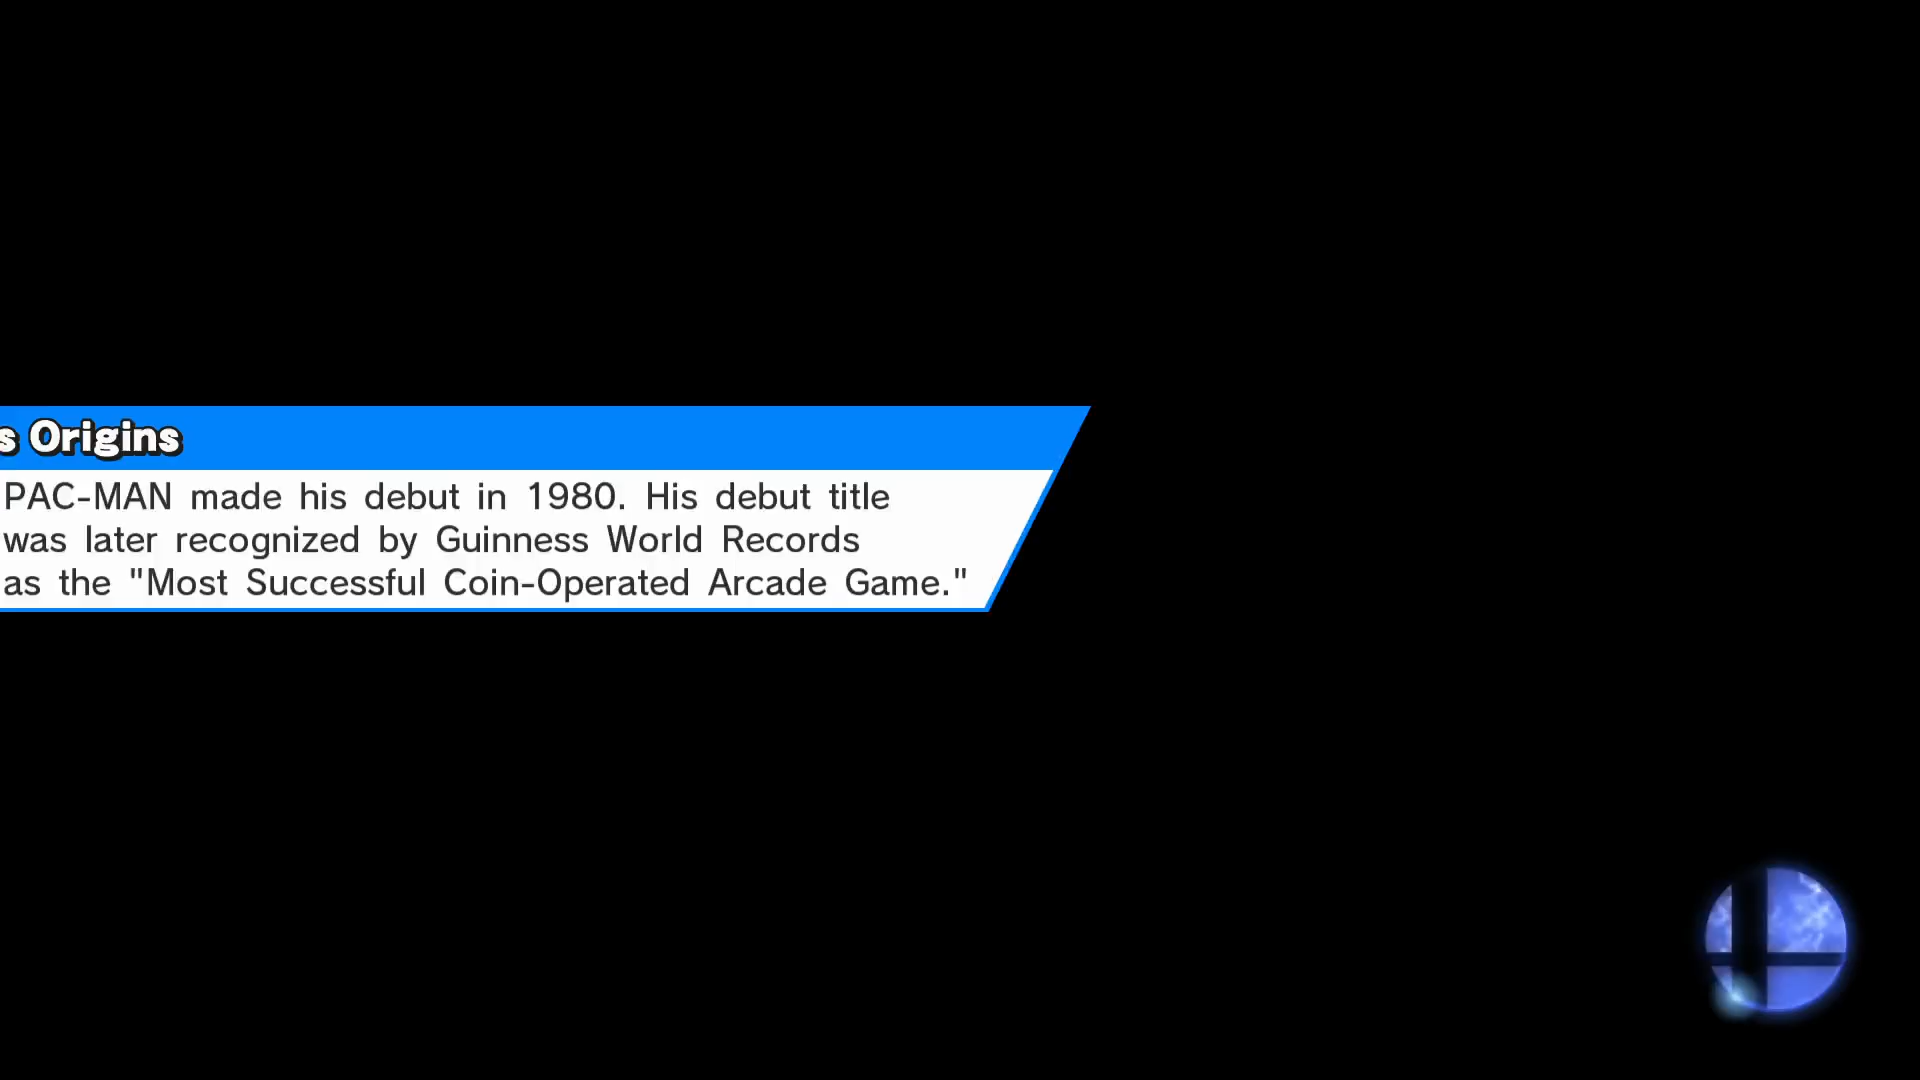 s Origins
PAC-MAN made his debut in 1980. His debut title
was later recognized by Guinness World Records
as the "Most Successful Coin-Operated Arcade Game."